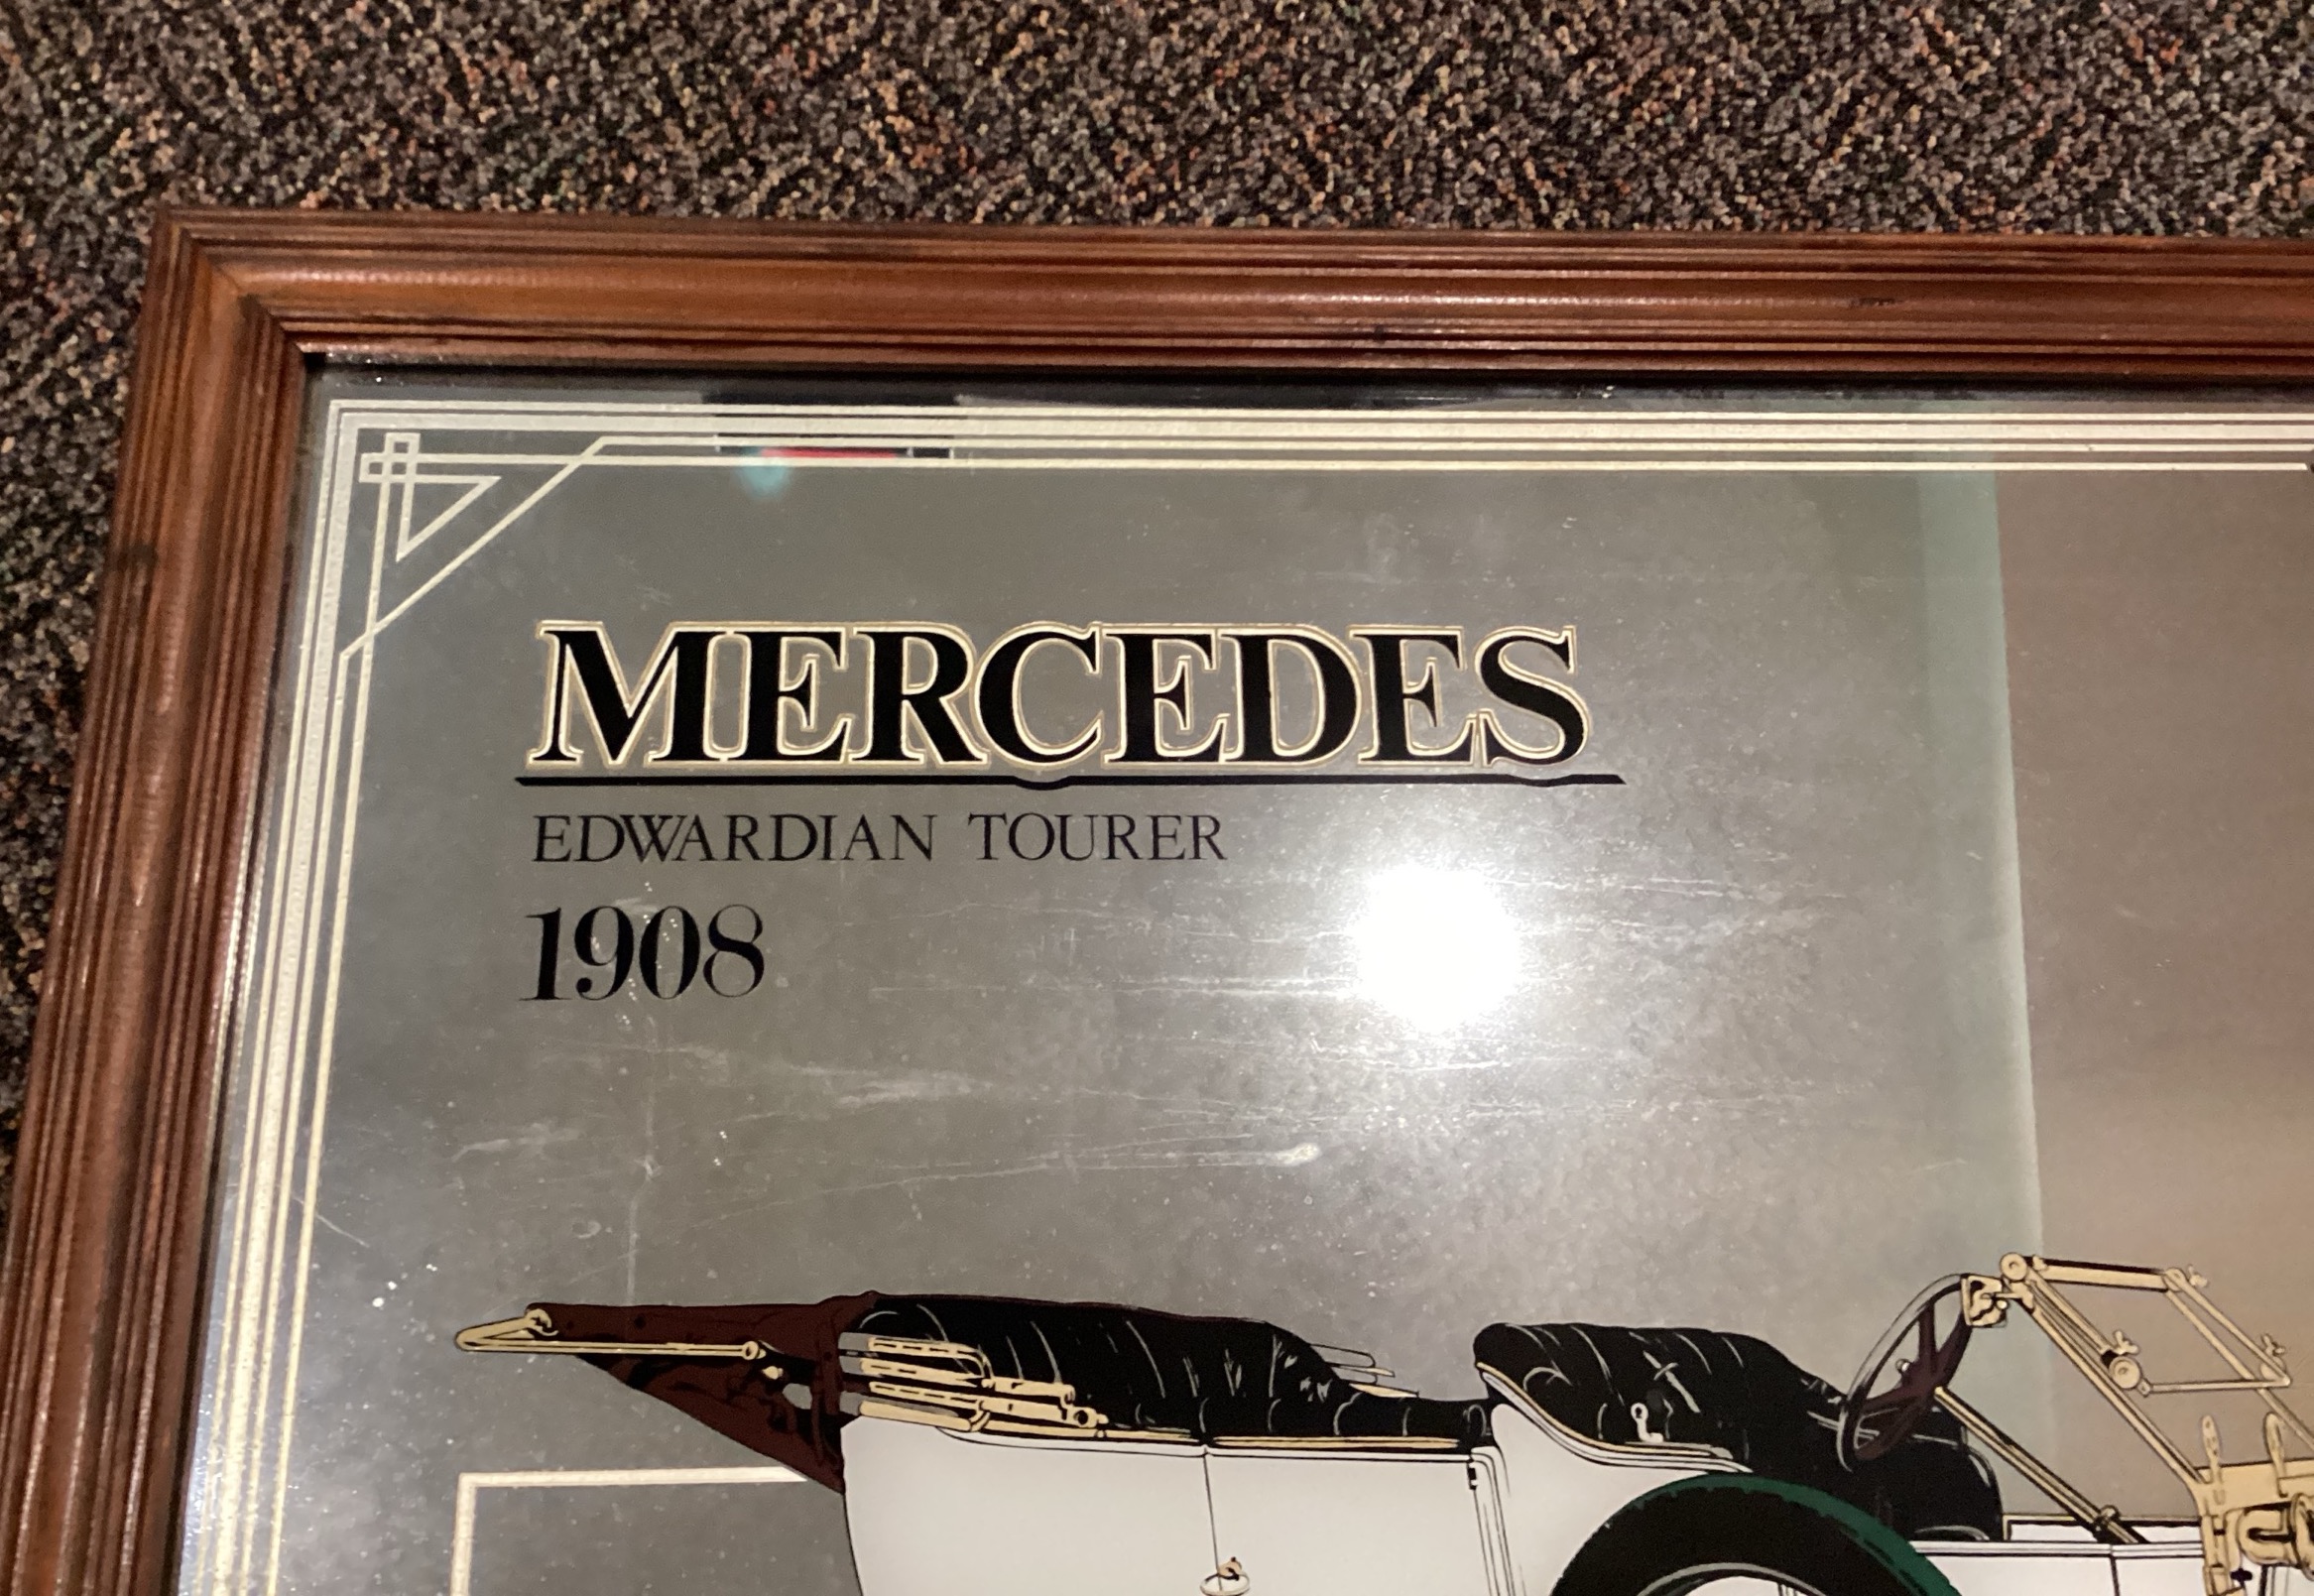 MERCEDES
EDWARDIAN TOURER
1908